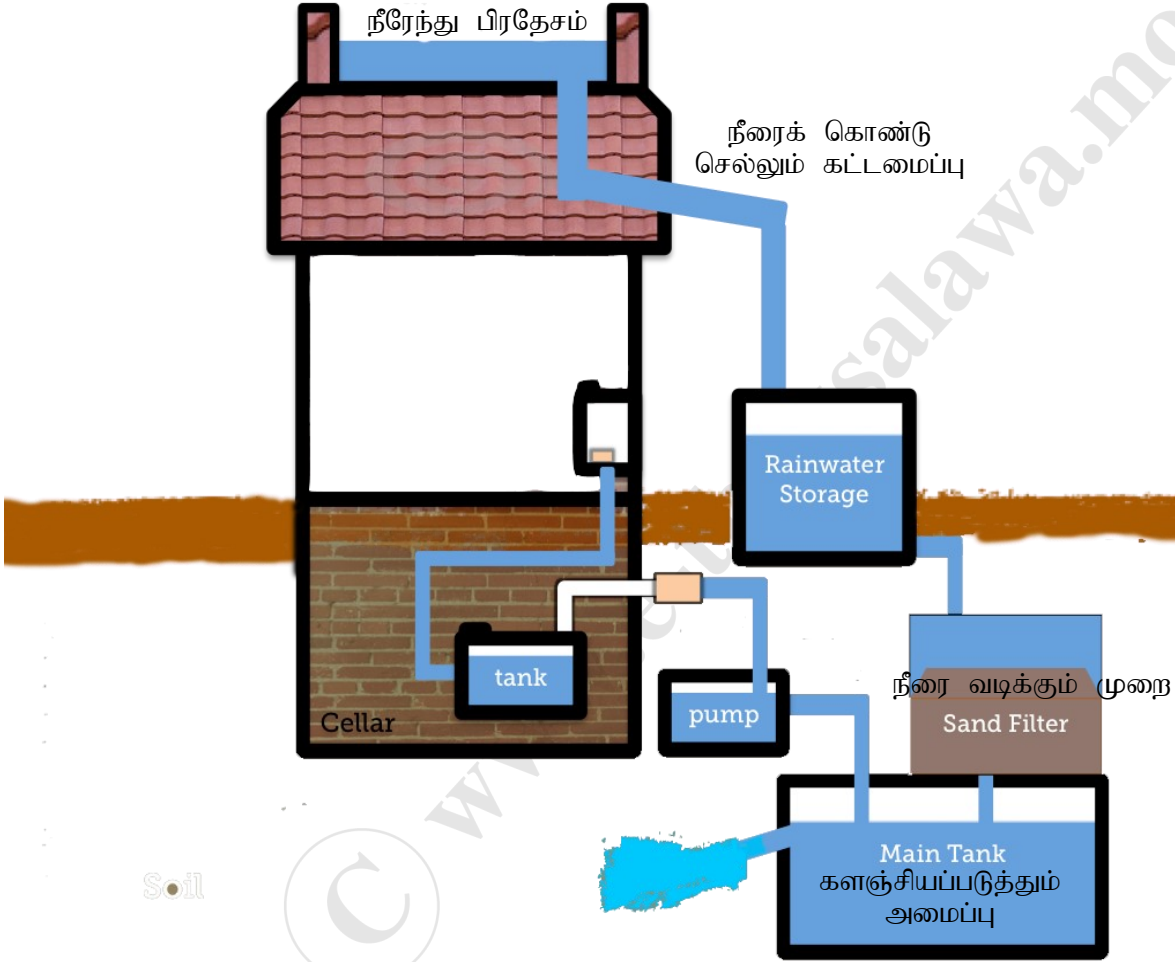 நீரேந்து பிரதேசம்
நீரைக் கொண்டு
செல்லும் கட்டமைப்பு
Rainwater
Storage
tank
Cellar
pump
நீரை வடிக்கும் முறை
Sand Filter
Main Tank
களஞ்சியப்படுத்தும்
அமைப்பு
Soil
©